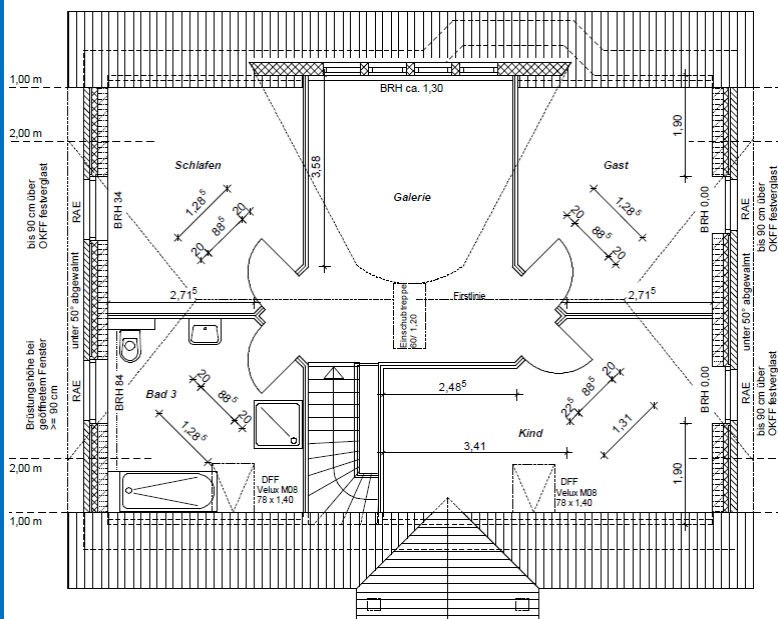 1,00 m
2,00 m
bis 90 cm über
OKFF festverglast
RAE
BRH 34
unter 50° abgewalmt
Brüstungshöhe bei
geöffnetem Fenster
>= 90 cm
RAE
BRH 84
2,00 m
1,00 m
Schlafen
1,28⁵
20
88⁵
20
2,71⁵
3,58
BRH ca. 1,30
Galerie
Einschubtreppe
60/ 1,20
Firstlinie
Gast
1,90
1,28⁵
20
88⁵
20
2,71⁵
BRH 0,00
RAE
bis 90 cm über
OKFF festverglast
unter 50° abgewalmt
Bad 3
20
88⁵
20
1,28⁵
DFF
Velux M08
78 x 1,40
2,48⁵
3,41
Kind
20
88⁵
22⁵
1,31
DFF
Velux M08
78 x 1,40
1,90
BRH 0,00
RAE
bis 90 cm über
OKFF festverglast